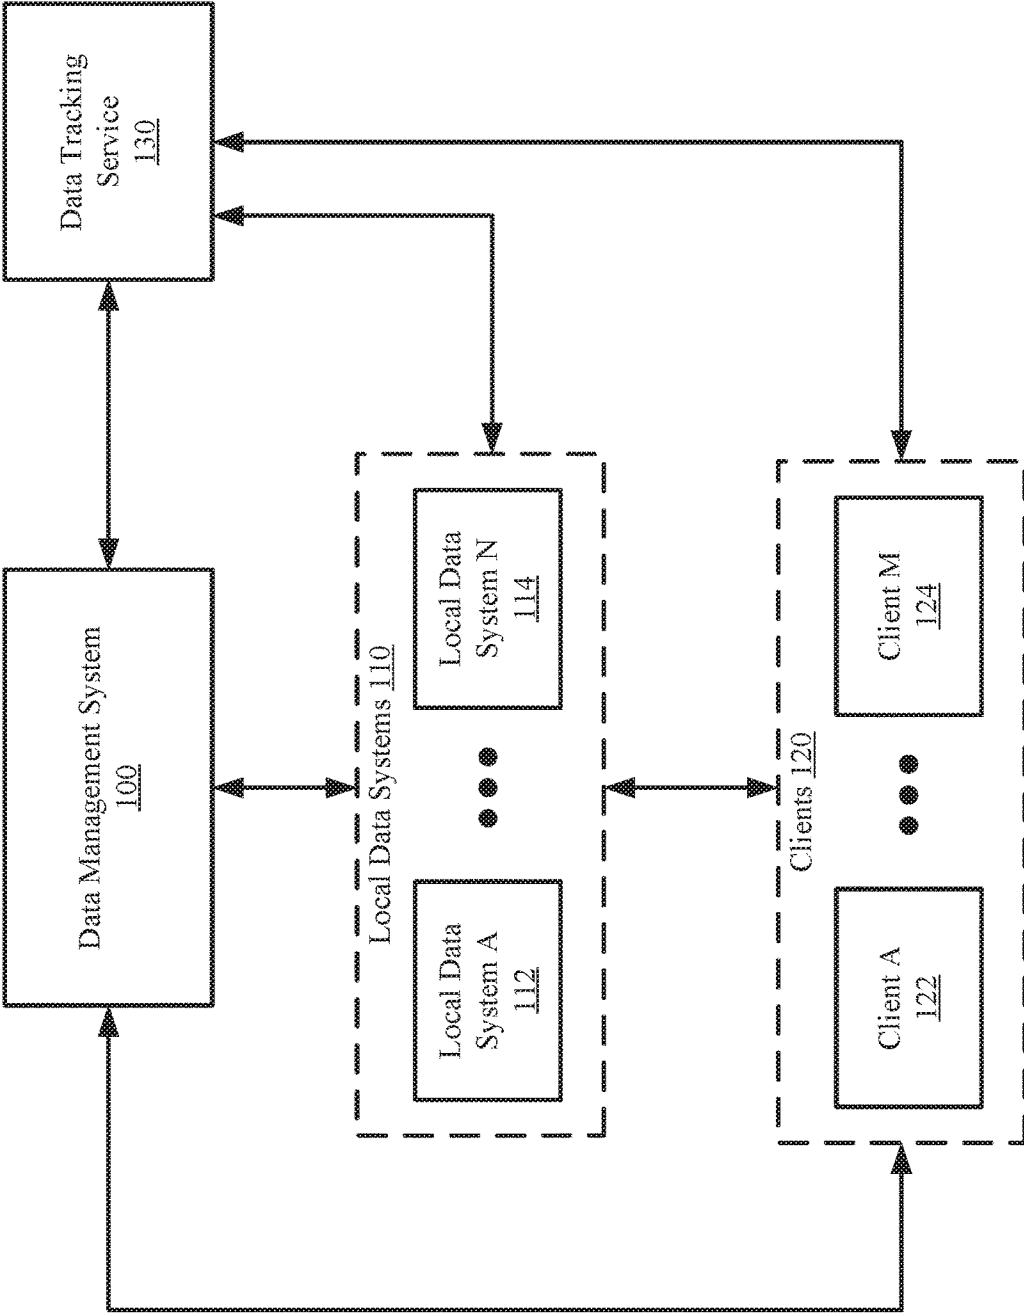 Data Management System
100
Data Tracking
Service
130
Local Data Systems 110
Local Data
System A
112
Local Data
System N
114
Clients 120
Client A
122
Client M
124